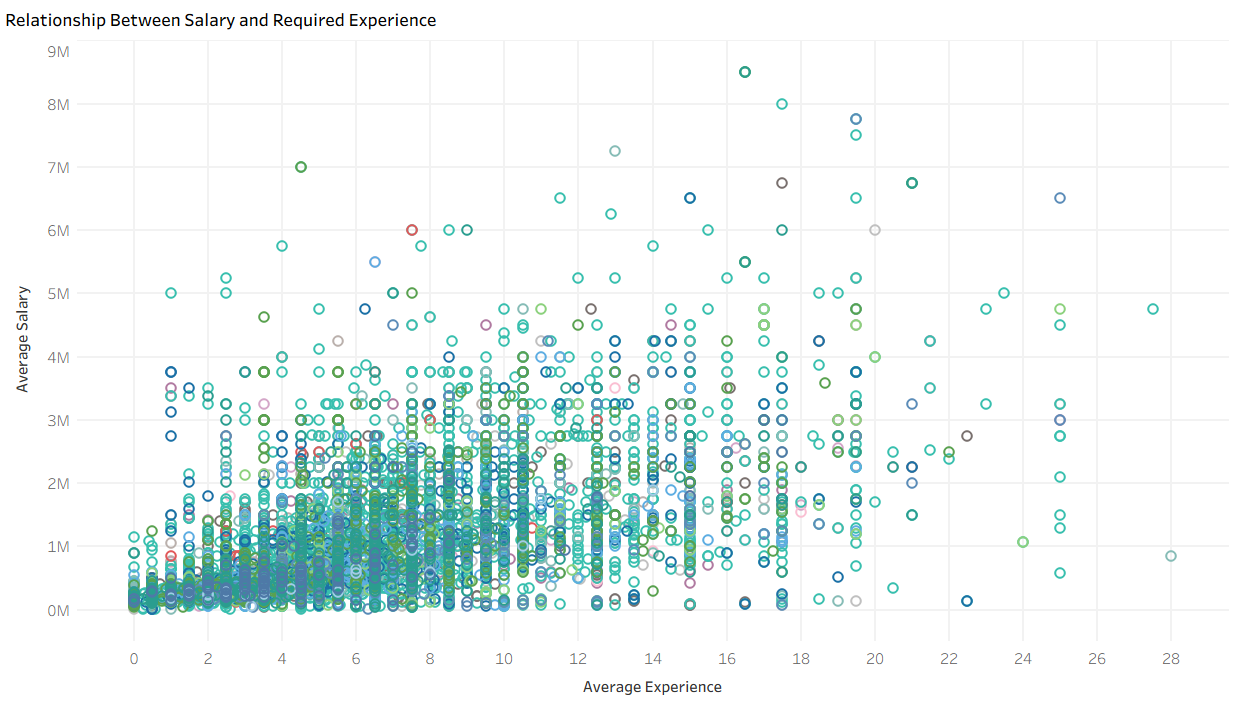 Relationship Between Salary and Required Experience
9M
8M
7M
6M
5M
4M
3M
2M
1M
0M
Average Salary
0 2 4 6 8 10 12 14 16 18 20 22 24 26 28
Average Experience